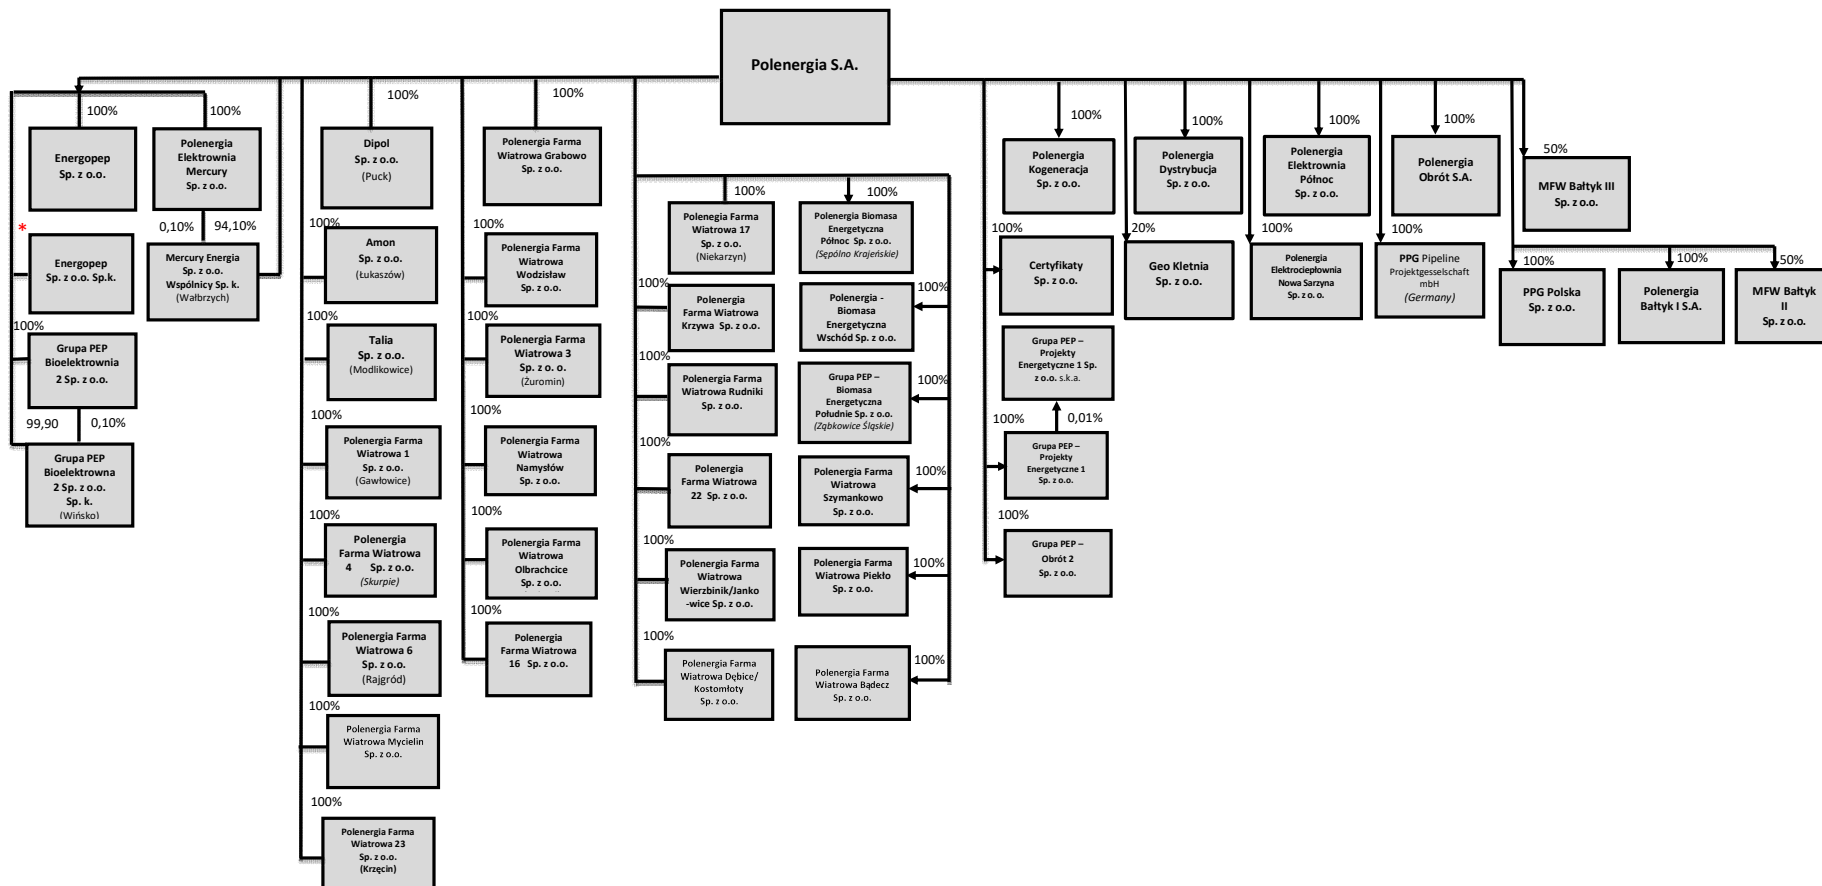 Polenergia S.A.
100%
100%
Energopep
Sp. z o.o.
Polenergia
Elektrownia
Mercury
Sp. z o.o.
*
0,10%
94,10%
Energopep
Sp. z o.o. Sp.k.
Mercury Energia
Sp. z o.o.
Wspólnicy Sp. k.
(Wałbrzych)
100%
Grupa PEP
Bioelektrownia
2 Sp. z o.o.
99,90
0,10%
Grupa PEP
Bioelektrowna
2 Sp. z o.o.
Sp. k.
(Wińsko)
100%
Dipol
Sp. z o.o.
(Puck)
100%
Amon
Sp. z o.o.
(Łukaszów)
100%
Talia
Sp. z o.o.
(Modlikowice)
100%
Polenergia Farma
Wiatrowa 1
Sp. z o.o.
(Gawłowice)
100%
Polenergia
Farma Wiatrowa
4 Sp. z o.o.
(Skurpie)
100%
Polenergia Farma
Wiatrowa 6
Sp. z o.o.
(Rajgród)
100%
Polenergia Farma
Wiatrowa Mycielin
Sp. z o.o.
100%
Polenergia Farma
Wiatrowa 23
Sp. z o.o.
(Krzęcin)
100%
Polenergia Farma
Wiatrowa Grabowo
Sp. z o.o.
100%
Polenergia Farma
Wiatrowa
Wodzisław
Sp. z o.o.
100%
Polenergia Farma
Wiatrowa 3
Sp. z o. o.
(Żuromin)
100%
Polenergia Farma
Wiatrowa
Namysłów
Sp. z o.o.
100%
Polenergia Farma
Wiatrowa
Olbrachcice
Sp. z o.o.
100%
Polenergia
Farma Wiatrowa
16 Sp. z o.o.
100%
Polenegia Farma
Wiatrowa 17
Sp. z o.o.
(Niekarzyn)
100%
Polenergia
Farma Wiatrowa
Krzywa Sp. z o.o.
100%
Polenergia Farma
Wiatrowa Rudniki
Sp. z o.o.
100%
Polenergia
Farma Wiatrowa
22 Sp. z o.o.
100%
Polenergia Farma
Wiatrowa
Wierzbinik/Janko
-wice Sp. z o.o.
100%
Polenergia Farma
Wiatrowa Dębice/
Kostomłoty
Sp. z o.o.
100%
Polenergia Biomasa
Energetyczna
Północ Sp. z o.o.
(Sępólno Krajeńskie)
100%
Polenergia -
Biomasa
Energetyczna
Wschód Sp. z o.o.
100%
Grupa PEP –
Biomasa
Energetyczna
Południe Sp. z o.o.
(Ząbkowice Śląskie)
100%
Polenergia Farma
Wiatrowa
Szymankowo
Sp. z o.o.
100%
Polenergia Farma
Wiatrowa Piekło
Sp. z o.o.
100%
Polenergia Farma
Wiatrowa Bądecz
Sp. z o.o.
100%
Polenergia
Kogeneracja
Sp. z o.o.
100%
Certyfikaty
Sp. z o.o.
Grupa PEP –
Projekty
Energetyczne 1 Sp.
z o.o. s.k.a.
100%
0,01%
Grupa PEP –
Projekty
Energetyczne 1
Sp. z o.o.
100%
Grupa PEP –
Obrót 2
Sp. z o.o.
100%
Polenergia
Dystrybucja
Sp. z o.o.
20%
Geo Kletnia
Sp. z o.o.
100%
Polenergia
Elektrownia
Północ
Sp. z o.o.
100%
Polenergia
Elektrociepłownia
Nowa Sarzyna
Sp. z o. o.
100%
Polenergia
Obrót S.A.
100%
PPG Pipeline
Projektgessellschaft
mbH
(Germany)
50%
MFW Bałtyk III
Sp. z o.o.
100%
PPG Polska
Sp. z o.o.
100%
Polenergia
Bałtyk I S.A.
50%
MFW Bałtyk
II
Sp. z o.o.